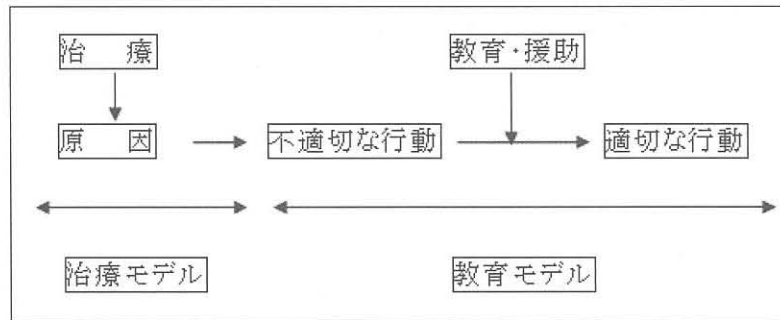 治　療
教育・援助
原　因
不適切な行動
適切な行動
治療モデル
教育モデル